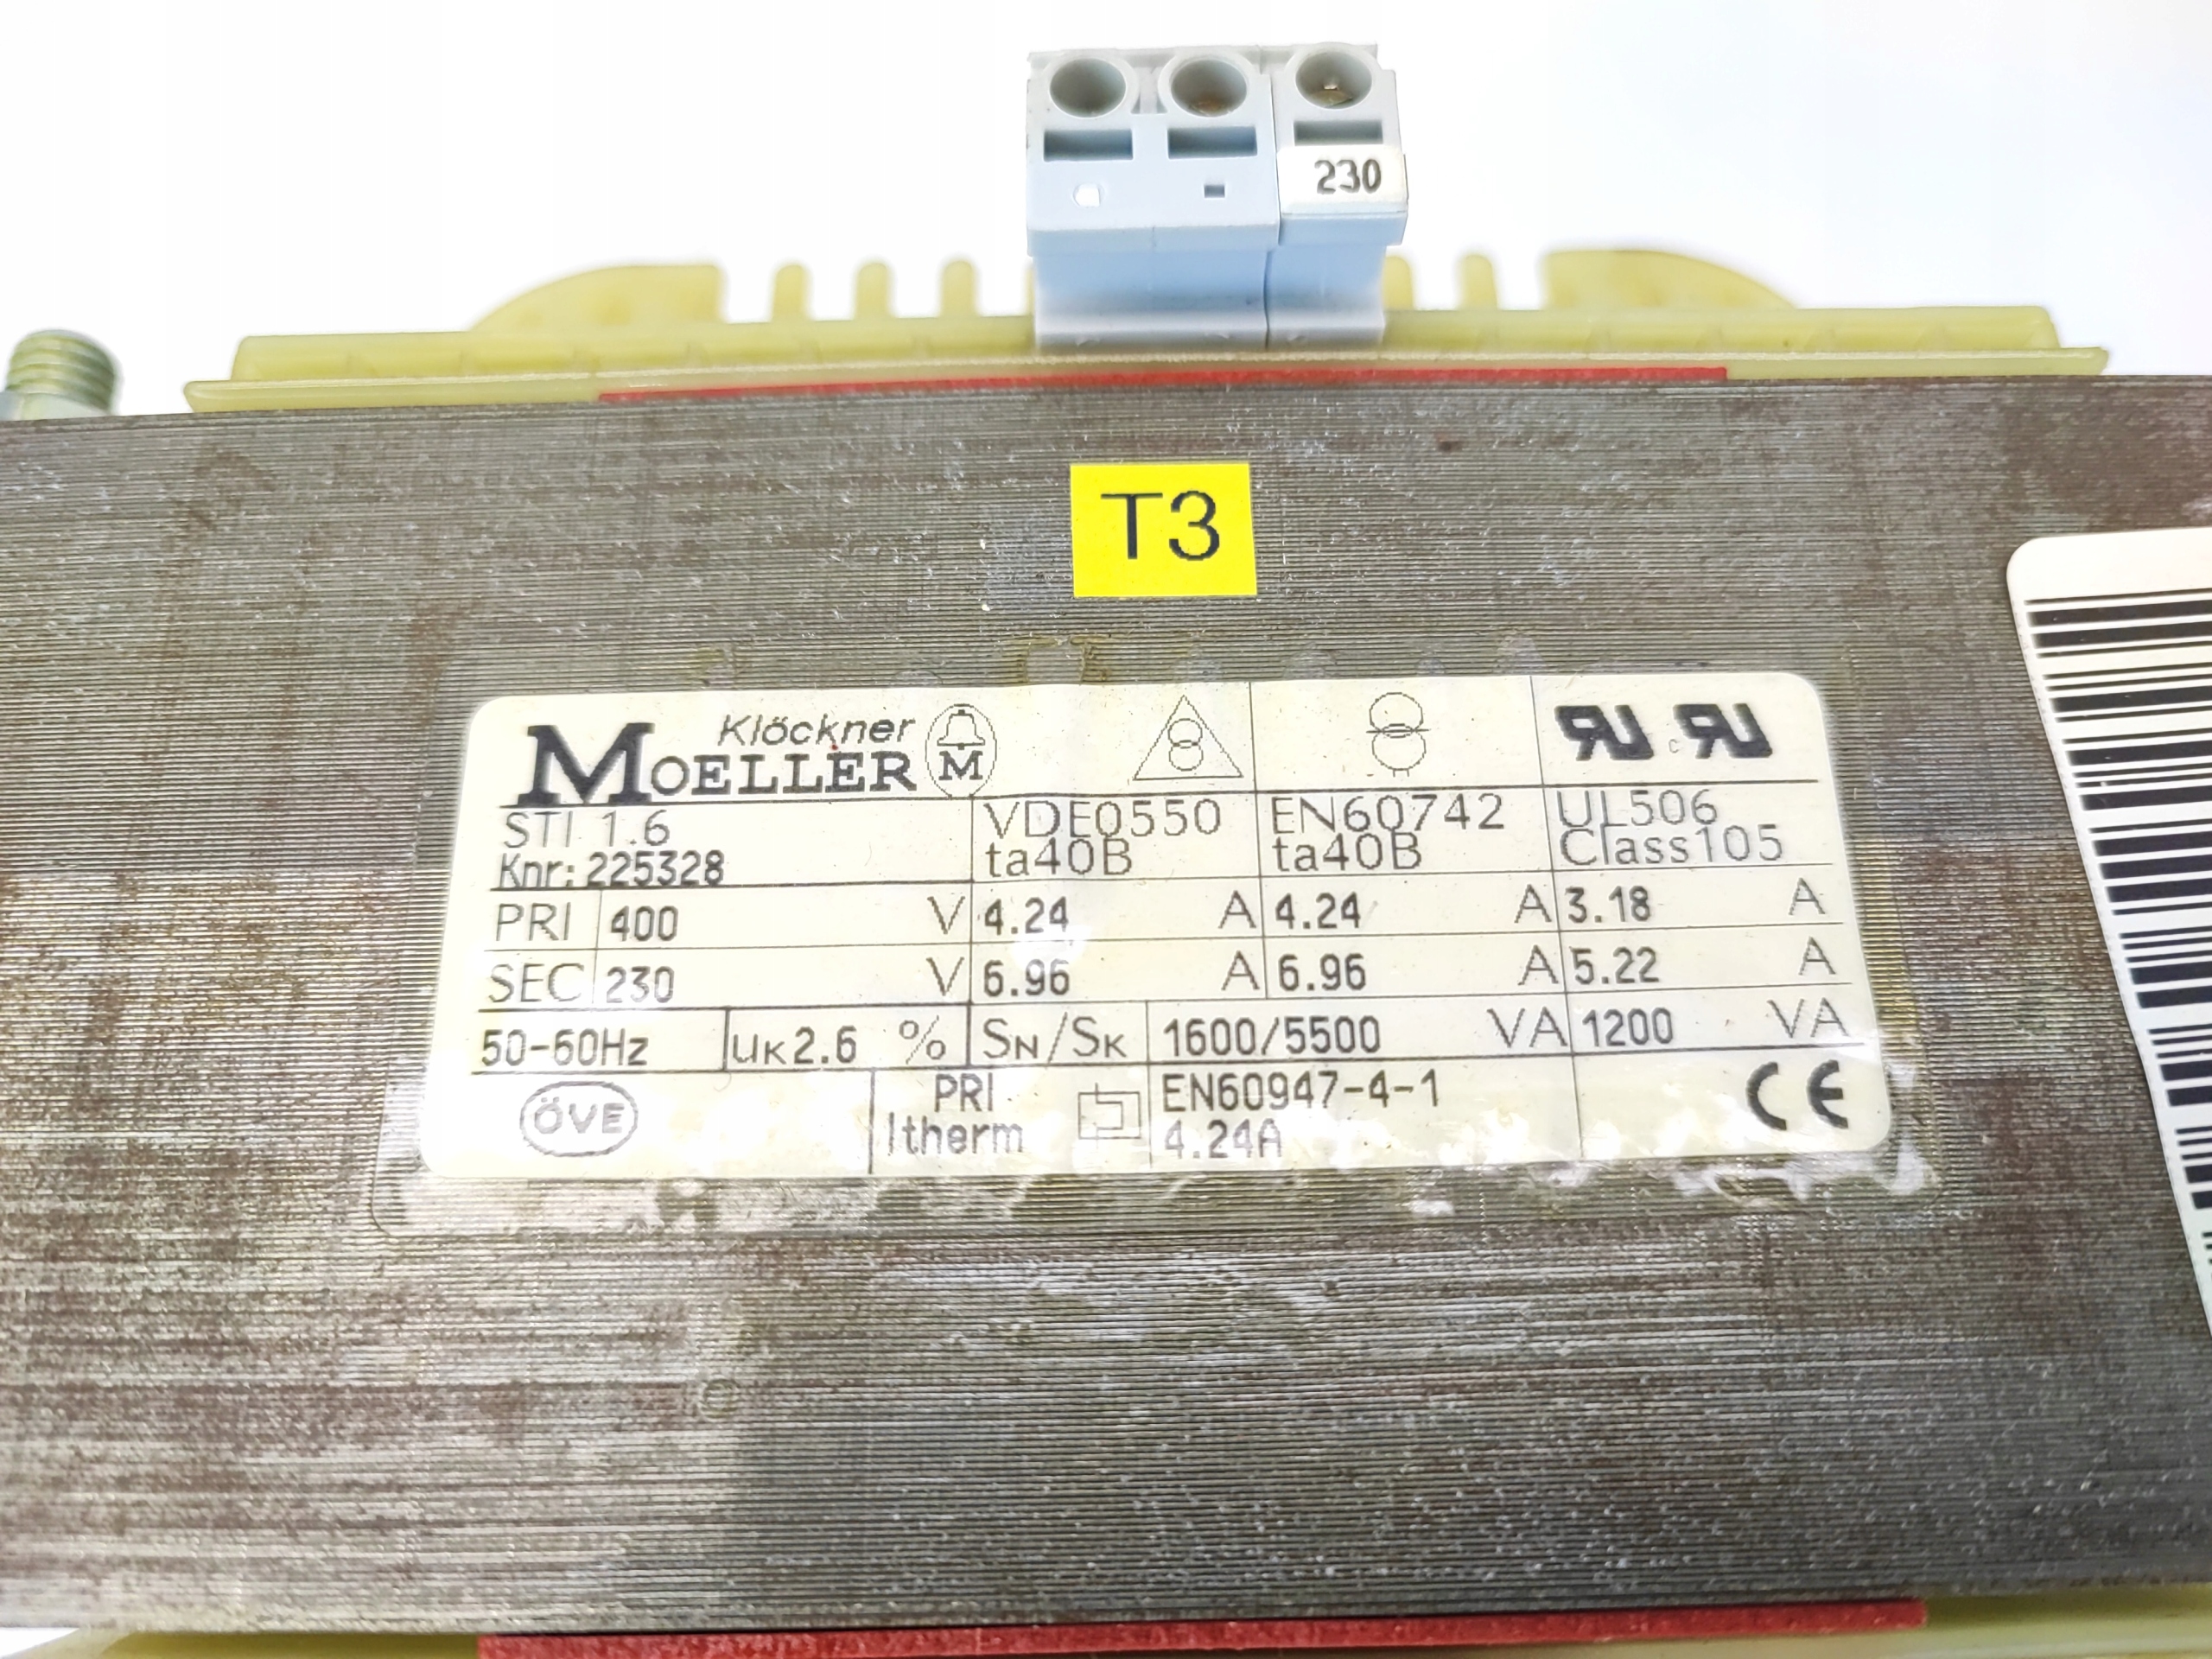 230
T3
Klöckner
MOELLER M
STI 1.6
Knr: 225328
VDE0550
ta40B
EN60742
ta40B
UL506
Class105
PRI 400 V 4.24 A 4.24 A 3.18 A
SEC 230 V 6.96 A 6.96 A 5.22 A
50-60Hz uK2.6 % SN/SK 1600/5500 VA 1200 VA
ÖVE
PRI
Itherm
EN60947-4-1
4.24A
CE